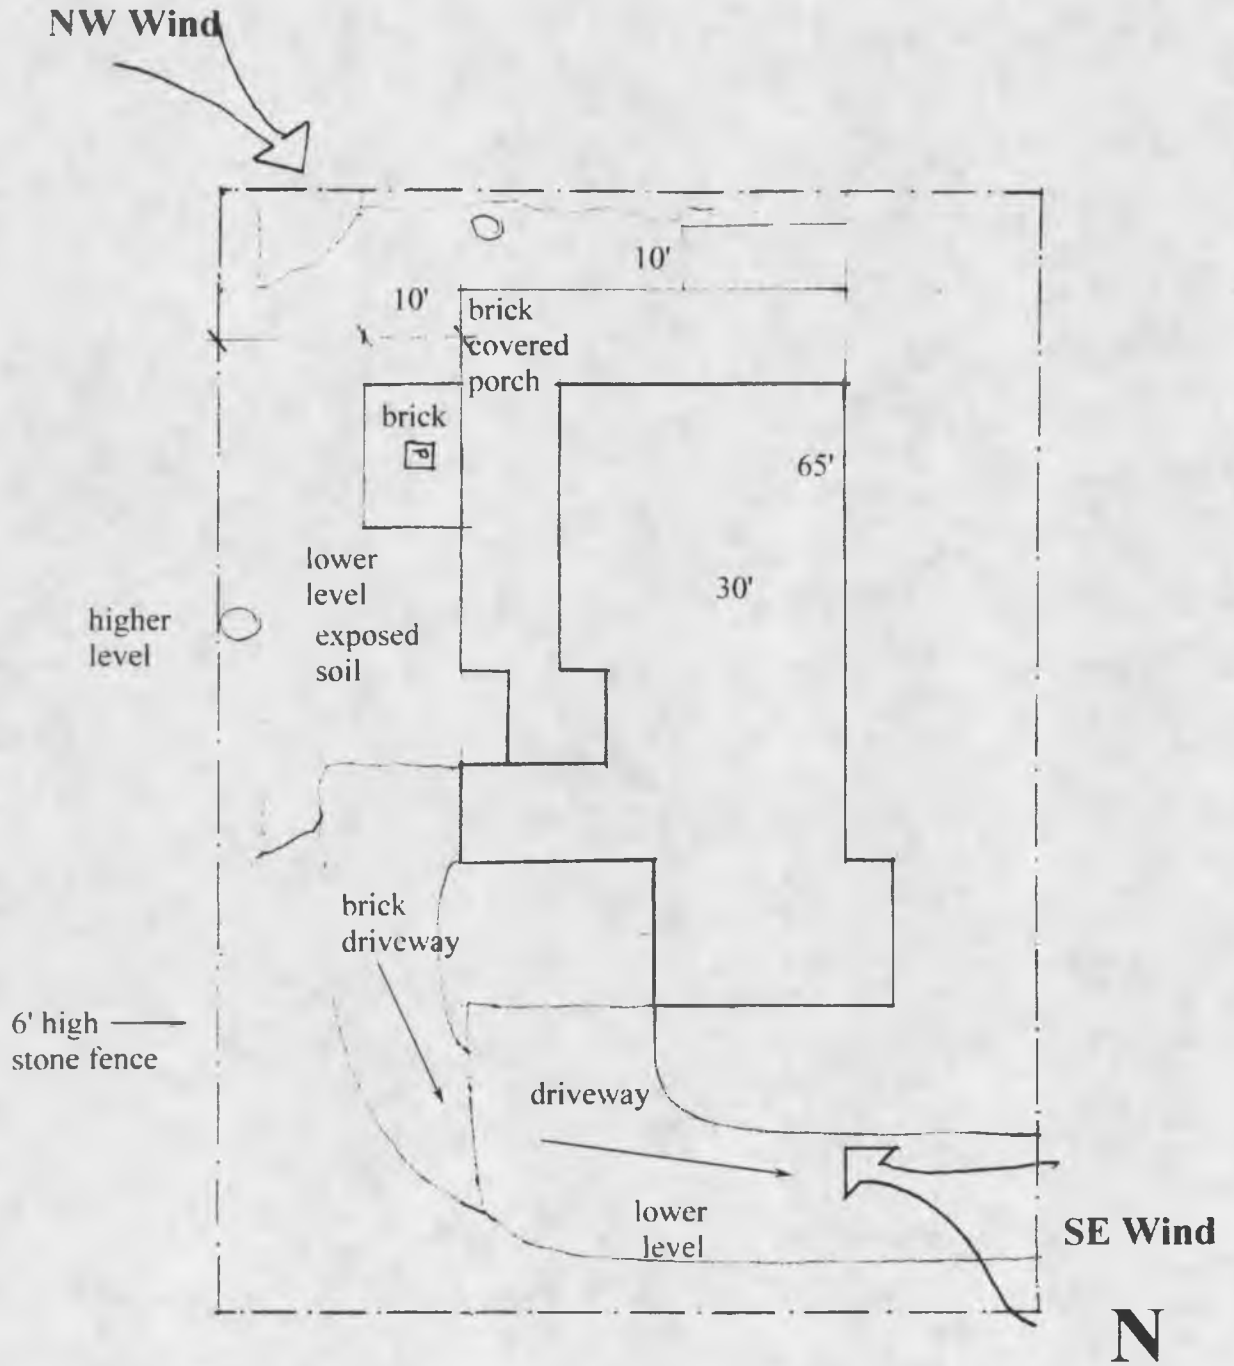 NW Wind
10'
10'
brick
covered
porch
brick
P
65'
lower
level
30'
higher
level
exposed
soil
brick
driveway
6' high
stone fence
driveway
lower
level
SE Wind
N